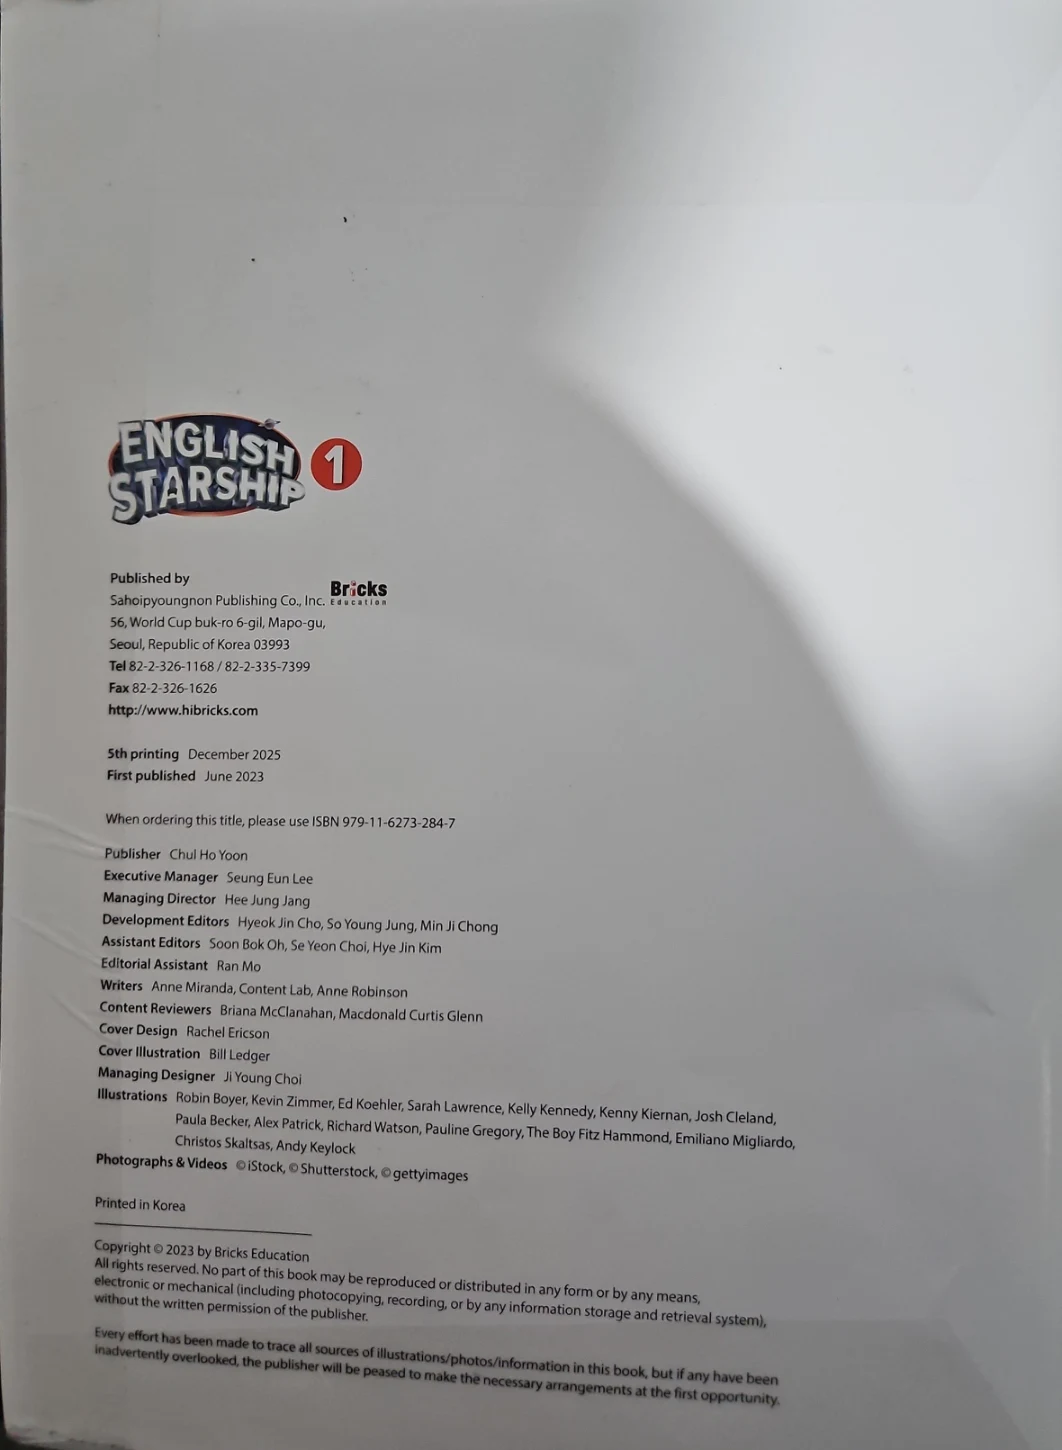 ENGLISH
STARSHIP 1
Published by
Sahoipyoungnon Publishing Co., Inc. Bricks
Education
56, World Cup buk-ro 6-gil, Mapo-gu,
Seoul, Republic of Korea 03993
Tel 82-2-326-1168 / 82-2-335-7399
Fax 82-2-326-1626
http://www.hibricks.com
5th printing December 2025
First published June 2023
When ordering this title, please use ISBN 979-11-6273-284-7
Publisher Chul Ho Yoon
Executive Manager Seung Eun Lee
Managing Director Hee Jung Jang
Development Editors Hyeok Jin Cho, So Young Jung, Min Ji Chong
Assistant Editors Soon Bok Oh, Se Yeon Choi, Hye Jin Kim
Editorial Assistant Ran Mo
Writers Anne Miranda, Content Lab, Anne Robinson
Content Reviewers Briana McClanahan, Macdonald Curtis Glenn
Cover Design Rachel Ericson
Cover Illustration Bill Ledger
Managing Designer Ji Young Choi
Illustrations Robin Boyer, Kevin Zimmer, Ed Koehler, Sarah Lawrence, Kelly Kennedy, Kenny Kiernan, Josh Cleland,
Paula Becker, Alex Patrick, Richard Watson, Pauline Gregory, The Boy Fitz Hammond, Emiliano Migliardo,
Christos Skaltsas, Andy Keylock
Photographs & Videos © iStock, © Shutterstock, © gettyimages
Printed in Korea
Copyright © 2023 by Bricks Education
All rights reserved. No part of this book may be reproduced or distributed in any form or by any means,
electronic or mechanical (including photocopying, recording, or by any information storage and retrieval system),
without the written permission of the publisher.
Every effort has been made to trace all sources of illustrations/photos/information in this book, but if any have been
inadvertently overlooked, the publisher will be peased to make the necessary arrangements at the first opportunity.